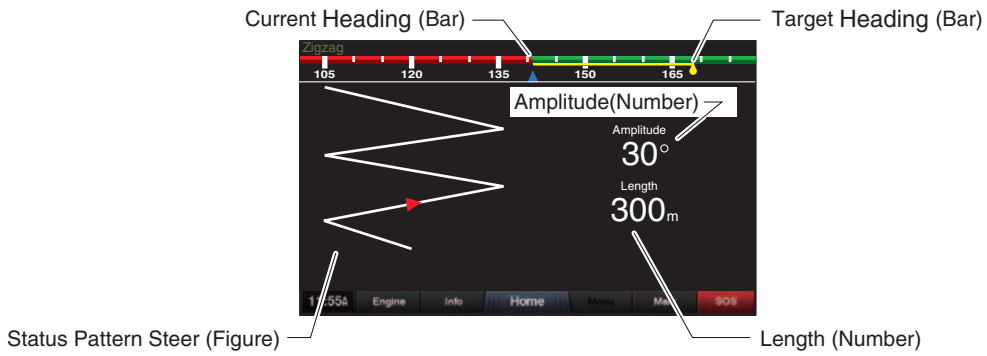 Current Heading (Bar)
Target Heading (Bar)
Zigzag
105 120 135 150 165
Amplitude(Number)
Amplitude
30°
Length
300m
Engine Info Home Menu SOS
Status Pattern Steer (Figure)
Length (Number)